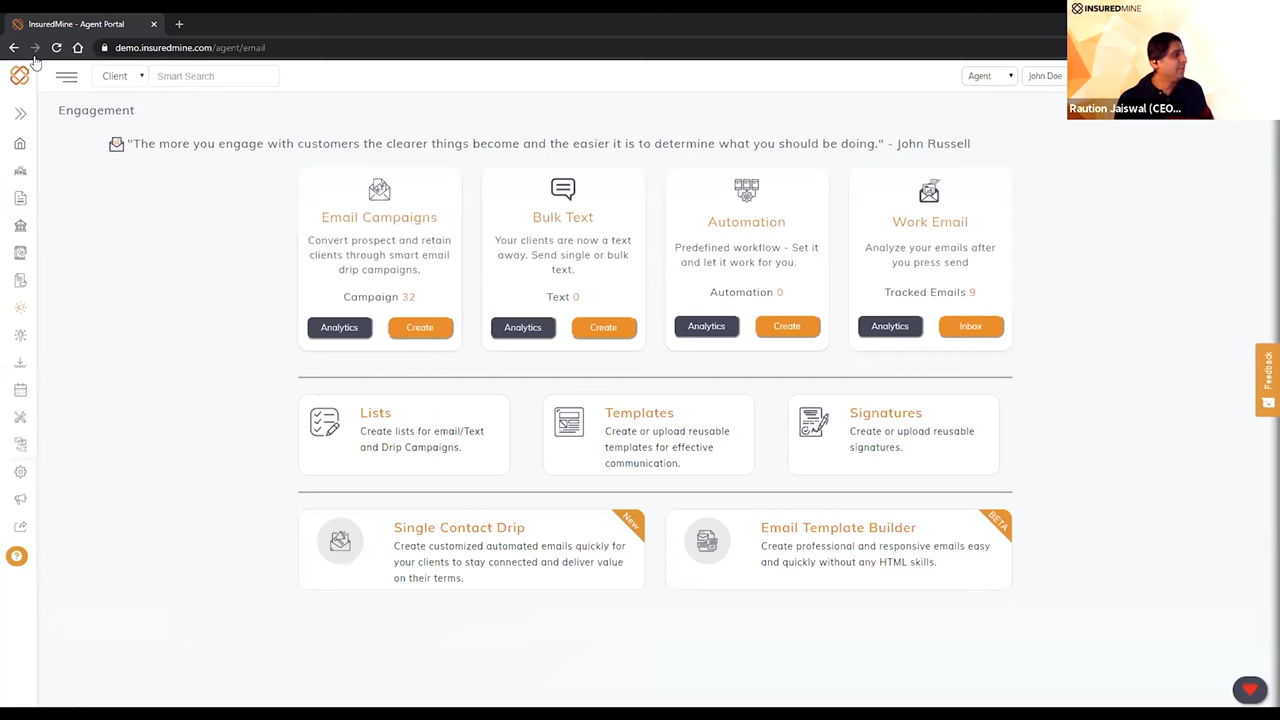 InsuredMine - Agent Portal
demo.insuredmine.com/agent/email
INSUREDMINE
Raution Jaiswal (CEO...
Client
Smart Search
Agent
John Doe
Engagement
"The more you engage with customers the clearer things become and the easier it is to determine what you should be doing." - John Russell
Email Campaigns
Convert prospect and retain
clients through smart email
drip campaigns.
Campaign 32
Analytics
Create
Bulk Text
Your clients are now a text
away. Send single or bulk
text.
Text 0
Analytics
Create
Automation
Predefined workflow - Set it
and let it work for you.
Automation 0
Analytics
Create
Work Email
Analyze your emails after
you press send
Tracked Emails 9
Analytics
Inbox
Feedback
Lists
Create lists for email/Text
and Drip Campaigns.
Templates
Create or upload reusable
templates for effective
communication.
Signatures
Create or upload reusable
signatures.
Single Contact Drip
New
Create customized automated emails quickly for
your clients to stay connected and deliver value
on their terms.
Email Template Builder
BETA
Create professional and responsive emails easy
and quickly without any HTML skills.